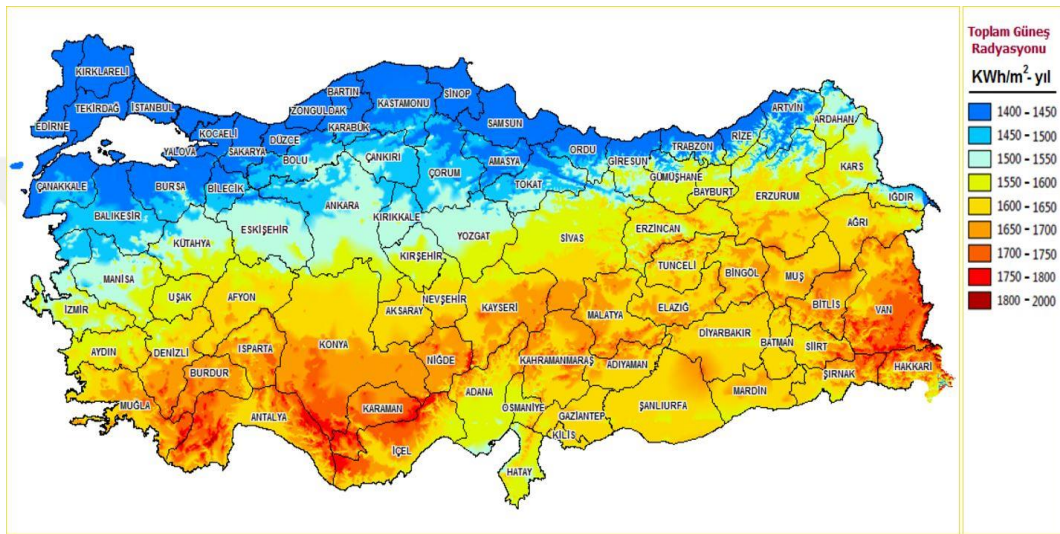 KIRKLARELİ
TEKİRDAĞ
İSTANBUL
EDİRNE
KOCAELİ
YALOVA
SAKARYA
DÜZCE
ZONGULDAK
BARTIN
KARABÜK
KASTAMONU
SİNOP
SAMSUN
BOLU
ÇANKIRI
ÇORUM
AMASYA
ORDU
GİRESUN
TRABZON
RİZE
ARTVİN
ARDAHAN
KARS
IĞDIR
ÇANAKKALE
BURSA
BİLECİK
BALIKEŞİR
KÜTAHYA
ESKİŞEHİR
ANKARA
KIRIKKALE
YOZGAT
TOKAT
SİVAS
GÜMÜŞHANE
BAYBURT
ERZURUM
ERZİNCAN
AĞRI
MANİSA
İZMİR
UŞAK
AFYON
KIRŞEHİR
NEVŞEHİR
AKSARAY
KAYSERİ
MALATYA
TUNCELİ
ELAZIĞ
BİNGÖL
MUŞ
BİTLİS
VAN
AYDIN
DENİZLİ
ISPARTA
BURDUR
KONYA
NİĞDE
KAHRAMANMARAŞ
ADIYAMAN
DİYARBAKIR
BATMAN
SİİRT
ŞIRNAK
HAKKARİ
MUĞLA
ANTALYA
KARAMAN
İÇEL
ADANA
OSMANİYE
GAZİANTEP
KİLİS
ŞANLIURFA
MARDİN
HATAY
Toplam Güneş
Radyasyonu
KWh/m²- yıl
1400 - 1450
1450 - 1500
1500 - 1550
1550 - 1600
1600 - 1650
1650 - 1700
1700 - 1750
1750 - 1800
1800 - 2000